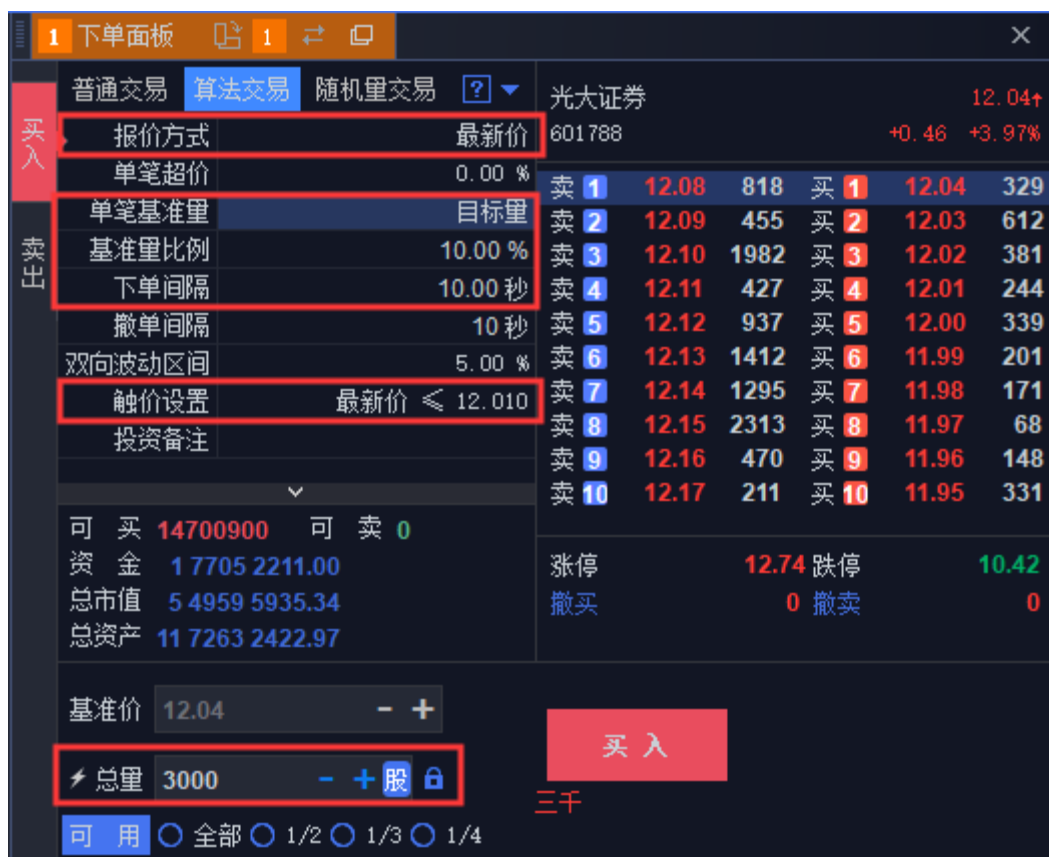 1 下单面板 1
普通交易 算法交易 随机量交易 ?
买入
卖出
报价方式 最新价
单笔超价 0.00 %
单笔基准量 目标量
基准量比例 10.00 %
下单间隔 10.00 秒
撤单间隔 10 秒
双向波动区间 5.00 %
触价设置 最新价 ≤ 12.010
投资备注
可 买 14700900 可 卖 0
资 金 1 7705 2211.00
总市值 5 4959 5935.34
总资产 11 7263 2422.97
光大证券 12.04↑
601788 +0.46 +3.97%
卖 1 12.08 818 买 1 12.04 329
卖 2 12.09 455 买 2 12.03 612
卖 3 12.10 1982 买 3 12.02 381
卖 4 12.11 427 买 4 12.01 244
卖 5 12.12 937 买 5 12.00 339
卖 6 12.13 1412 买 6 11.99 201
卖 7 12.14 1295 买 7 11.98 171
卖 8 12.15 2313 买 8 11.97 68
卖 9 12.16 470 买 9 11.96 148
卖 10 12.17 211 买 10 11.95 331
涨停 12.74 跌停 10.42
撤买 0 撤卖 0
基准价 12.04 - +
总量 3000 - + 股
买 入
三千
可 用 全部 1/2 1/3 1/4